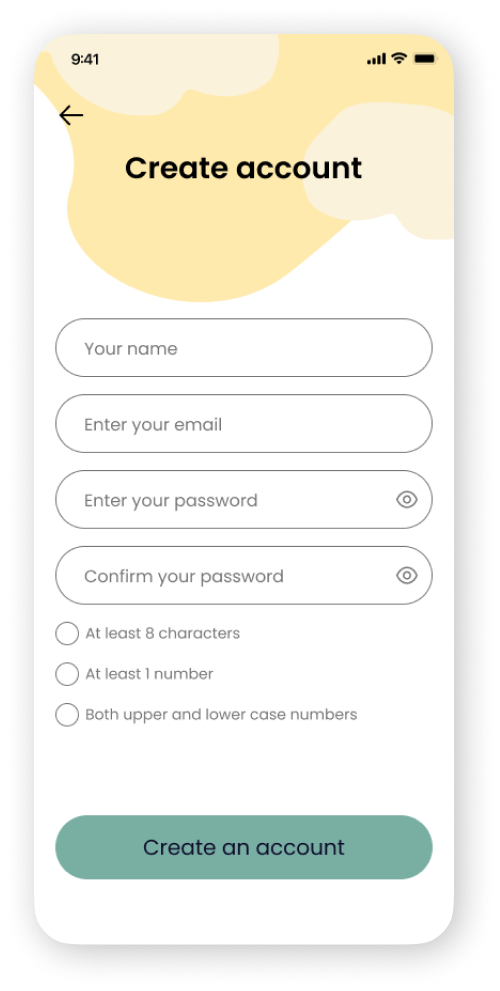 9:41
Create account
Your name
Enter your email
Enter your password
Confirm your password
At least 8 characters
At least 1 number
Both upper and lower case numbers
Create an account